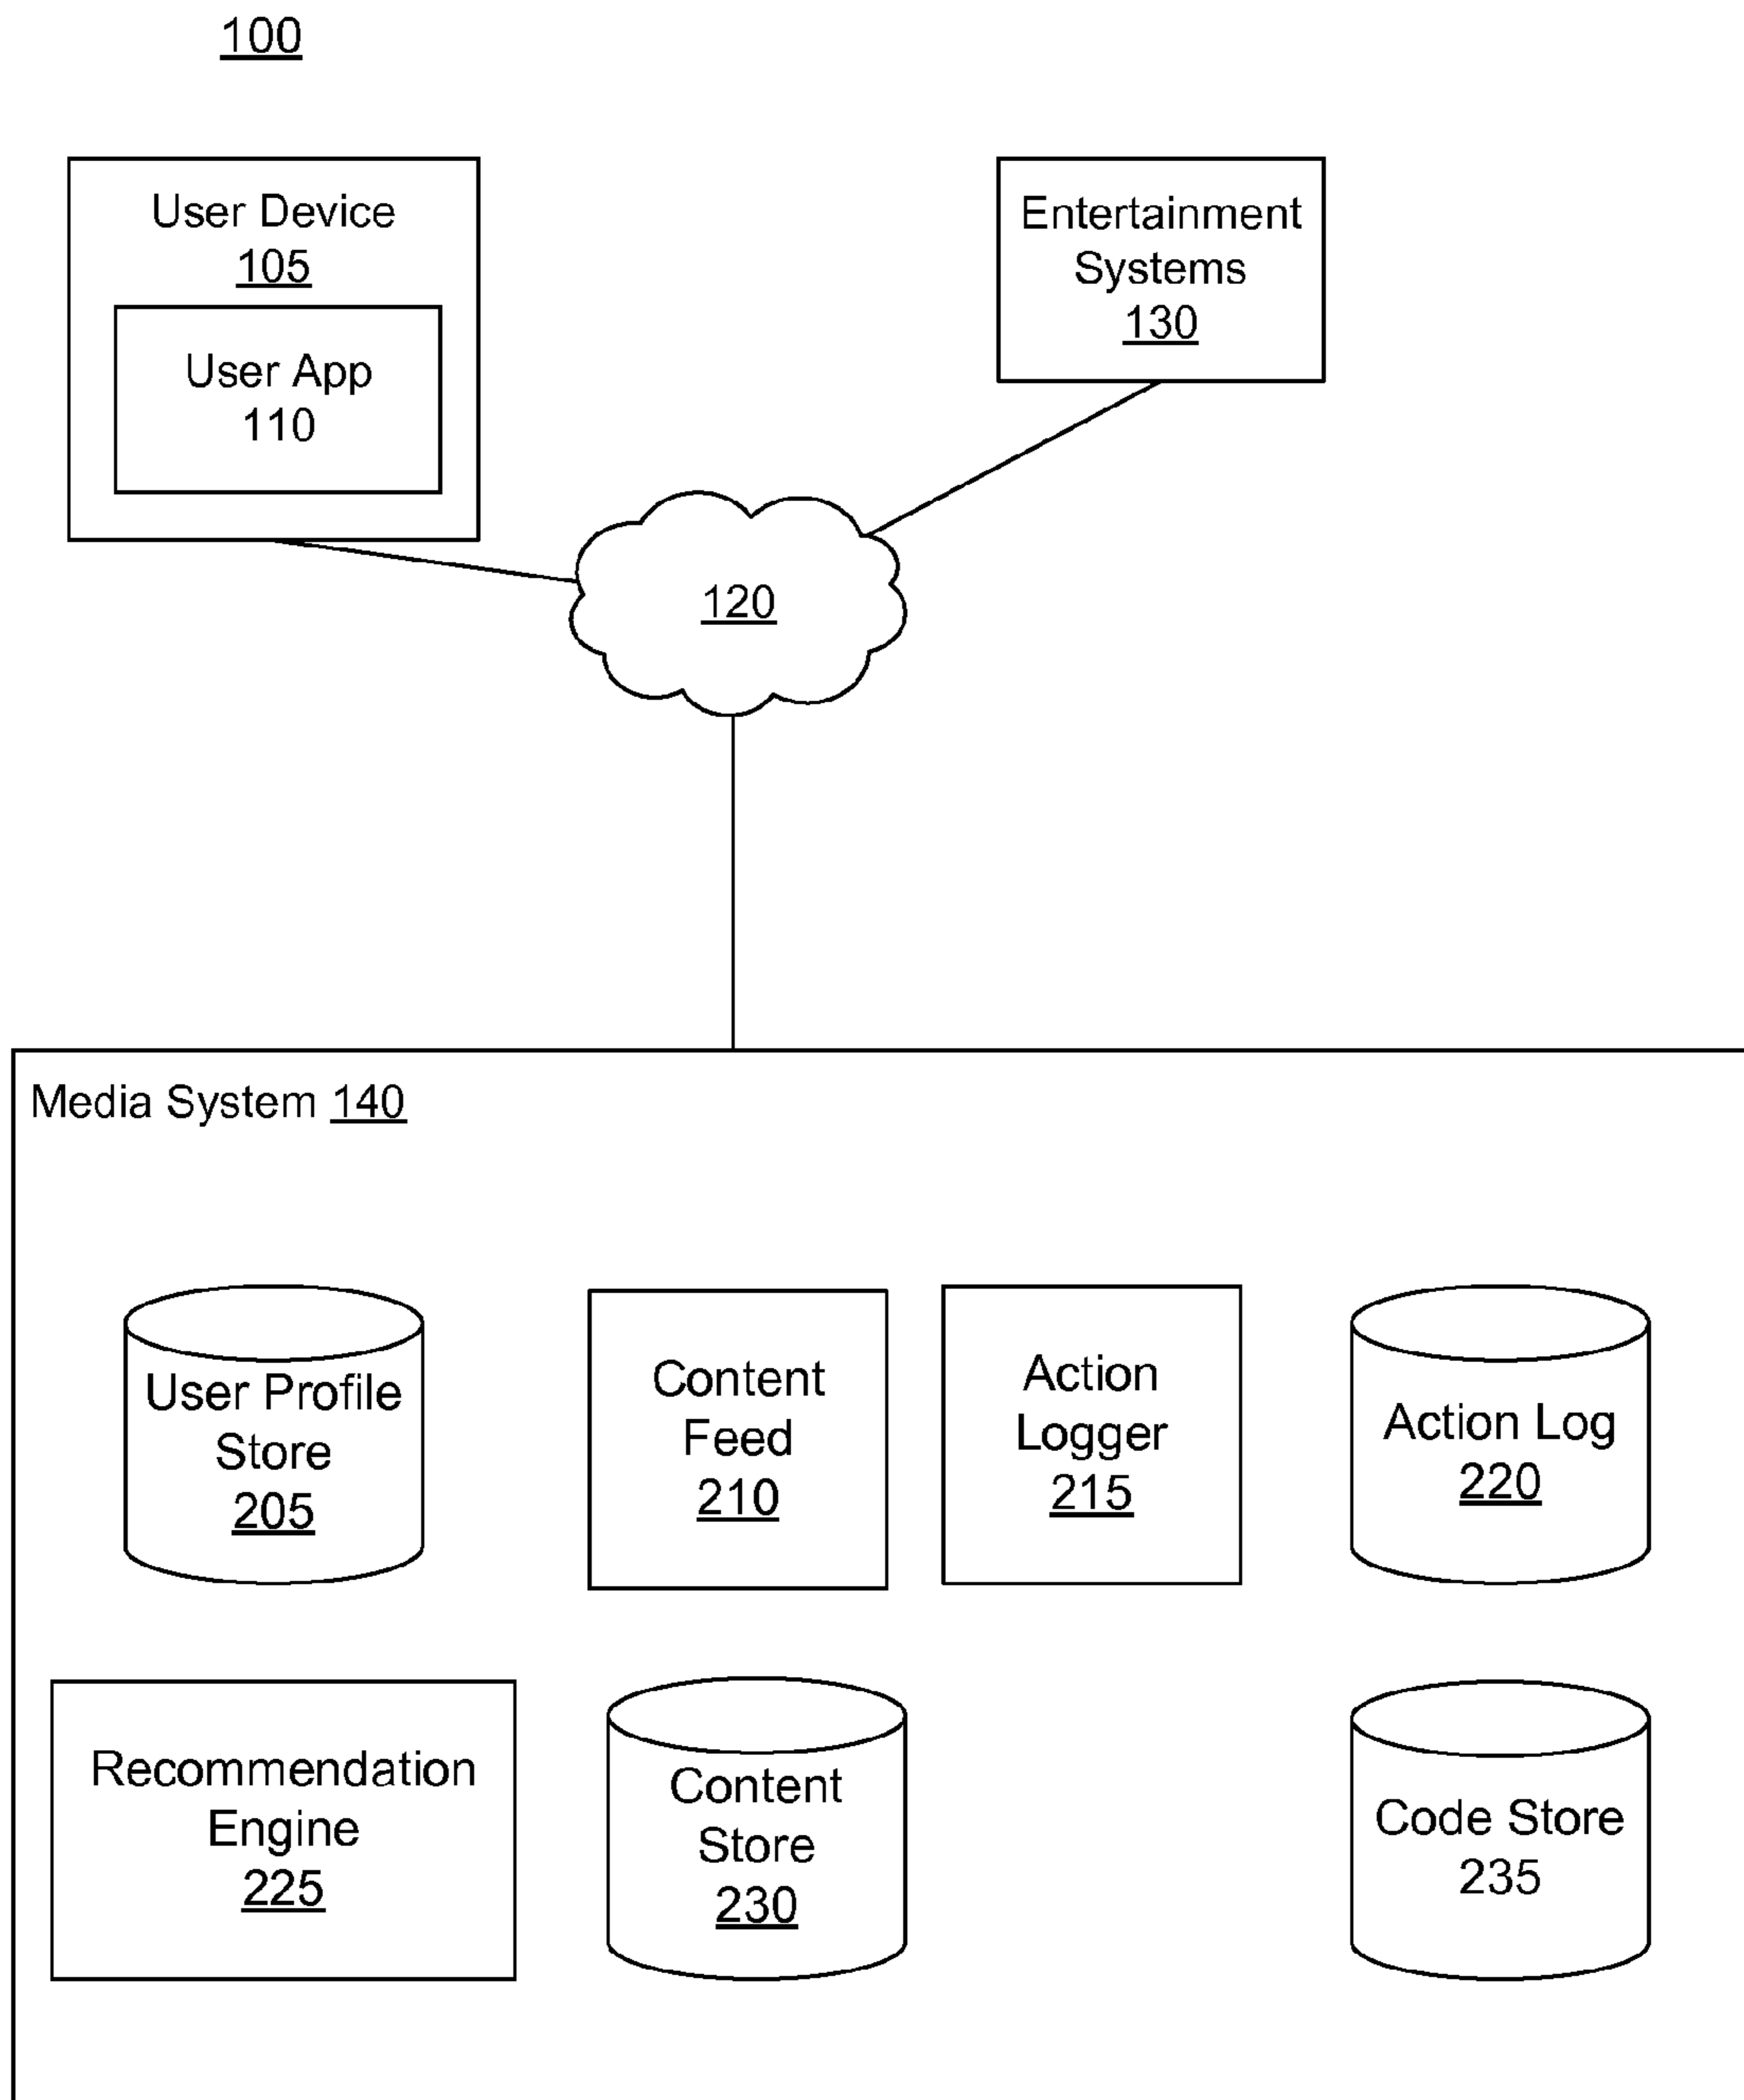 100
User Device
105
User App
110
Entertainment
Systems
130
120
Media System 140
User Profile
Store
205
Content
Feed
210
Action
Logger
215
Action Log
220
Recommendation
Engine
225
Content
Store
230
Code Store
235